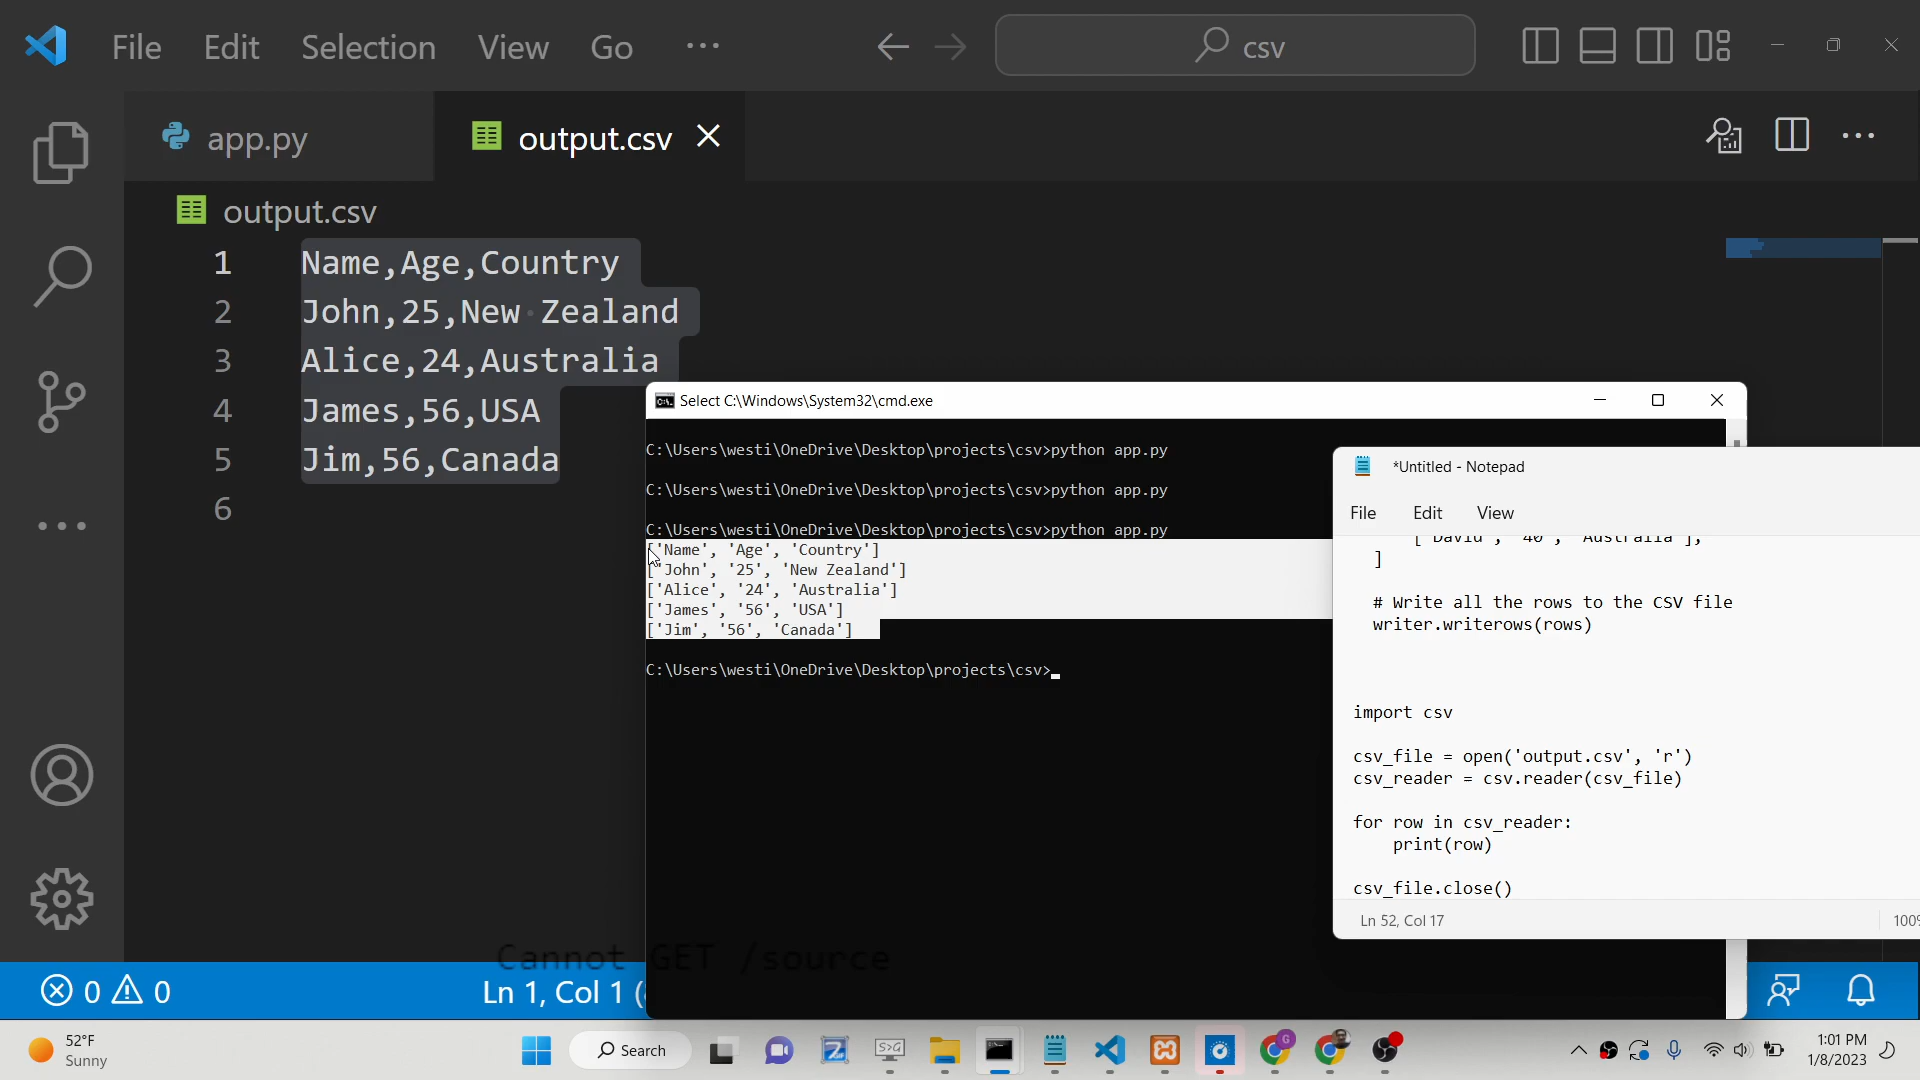 File Edit Selection View Go ...
csv
app.py
output.csv
output.csv
1 Name,Age,Country
2 John,25,New Zealand
3 Alice,24,Australia
4 James,56,USA
5 Jim,56,Canada
6
Select C:\Windows\System32\cmd.exe
C:\Users\westi\OneDrive\Desktop\projects\csv>python app.py
C:\Users\westi\OneDrive\Desktop\projects\csv>python app.py
C:\Users\westi\OneDrive\Desktop\projects\csv>python app.py
['Name', 'Age', 'Country']
['John', '25', 'New Zealand']
['Alice', '24', 'Australia']
['James', '56', 'USA']
['Jim', '56', 'Canada']
C:\Users\westi\OneDrive\Desktop\projects\csv>
*Untitled - Notepad
File Edit View
['David', '40', 'Australia'],
]
# Write all the rows to the CSV file
writer.writerows(rows)
import csv
csv_file = open('output.csv', 'r')
csv_reader = csv.reader(csv_file)
for row in csv_reader:
print(row)
csv_file.close()
Ln 52, Col 17
100%
Cannot GET /source
0 0
Ln 1, Col 1
52°F
Sunny
Search
1:01 PM
1/8/2023